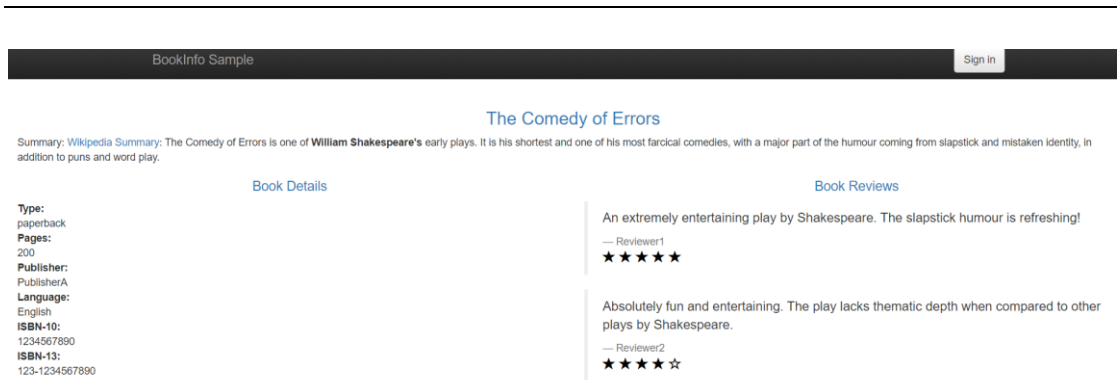 BookInfo Sample
Sign in
The Comedy of Errors
Summary: Wikipedia Summary: The Comedy of Errors is one of William Shakespeare's early plays. It is his shortest and one of his most farcical comedies, with a major part of the humour coming from slapstick and mistaken identity, in
addition to puns and word play.
Book Details
Type:
paperback
Pages:
200
Publisher:
PublisherA
Language:
English
ISBN-10:
1234567890
ISBN-13:
123-1234567890
Book Reviews
An extremely entertaining play by Shakespeare. The slapstick humour is refreshing!
— Reviewer1
★★★★★
Absolutely fun and entertaining. The play lacks thematic depth when compared to other
plays by Shakespeare.
— Reviewer2
★★★★☆